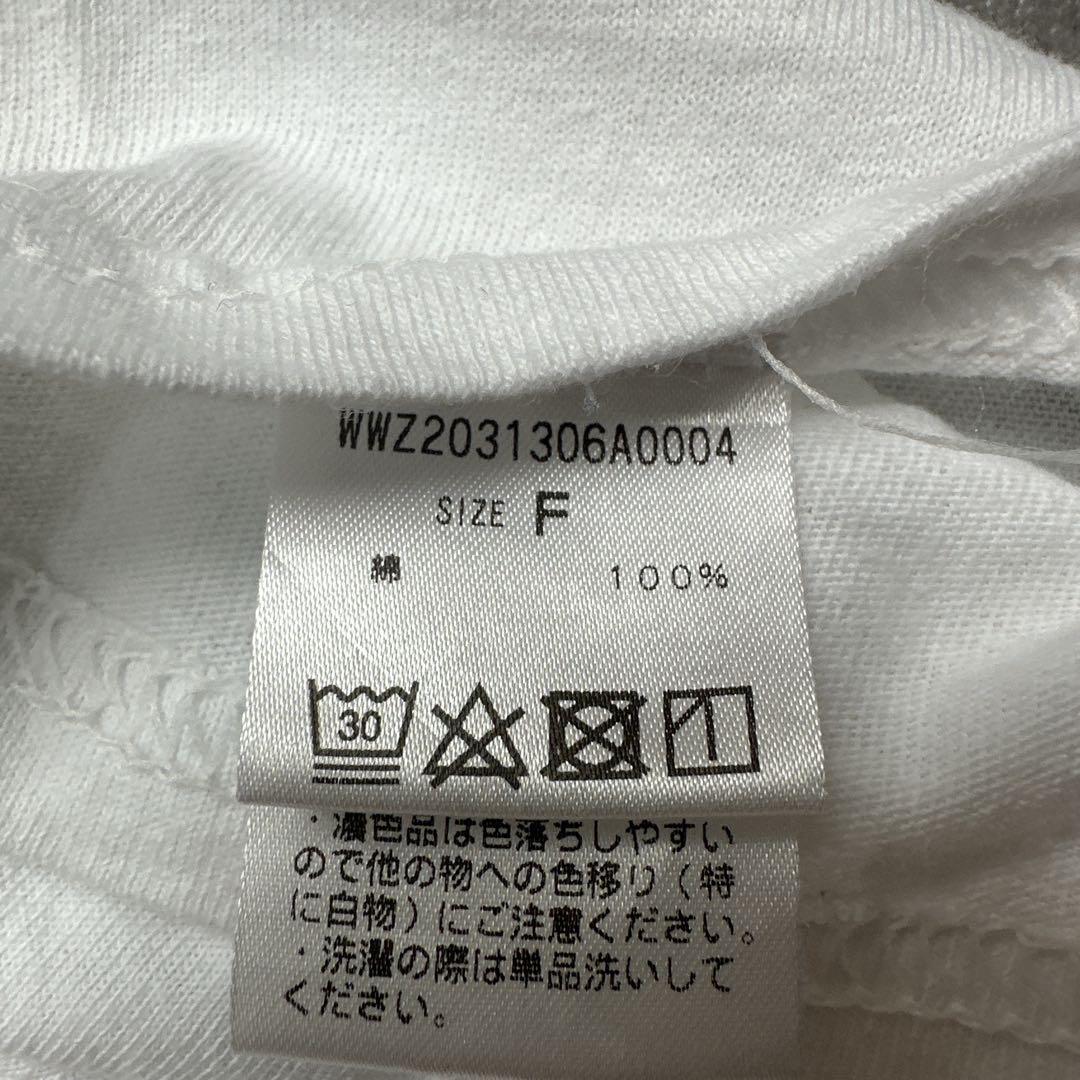 WWZ2031306A0004
SIZE F
綿 100%
30
・濃色品は色落ちしやすい
ので他の物への色移り(特
に白物)にご注意ください。
・洗濯の際は単品洗いして
ください。